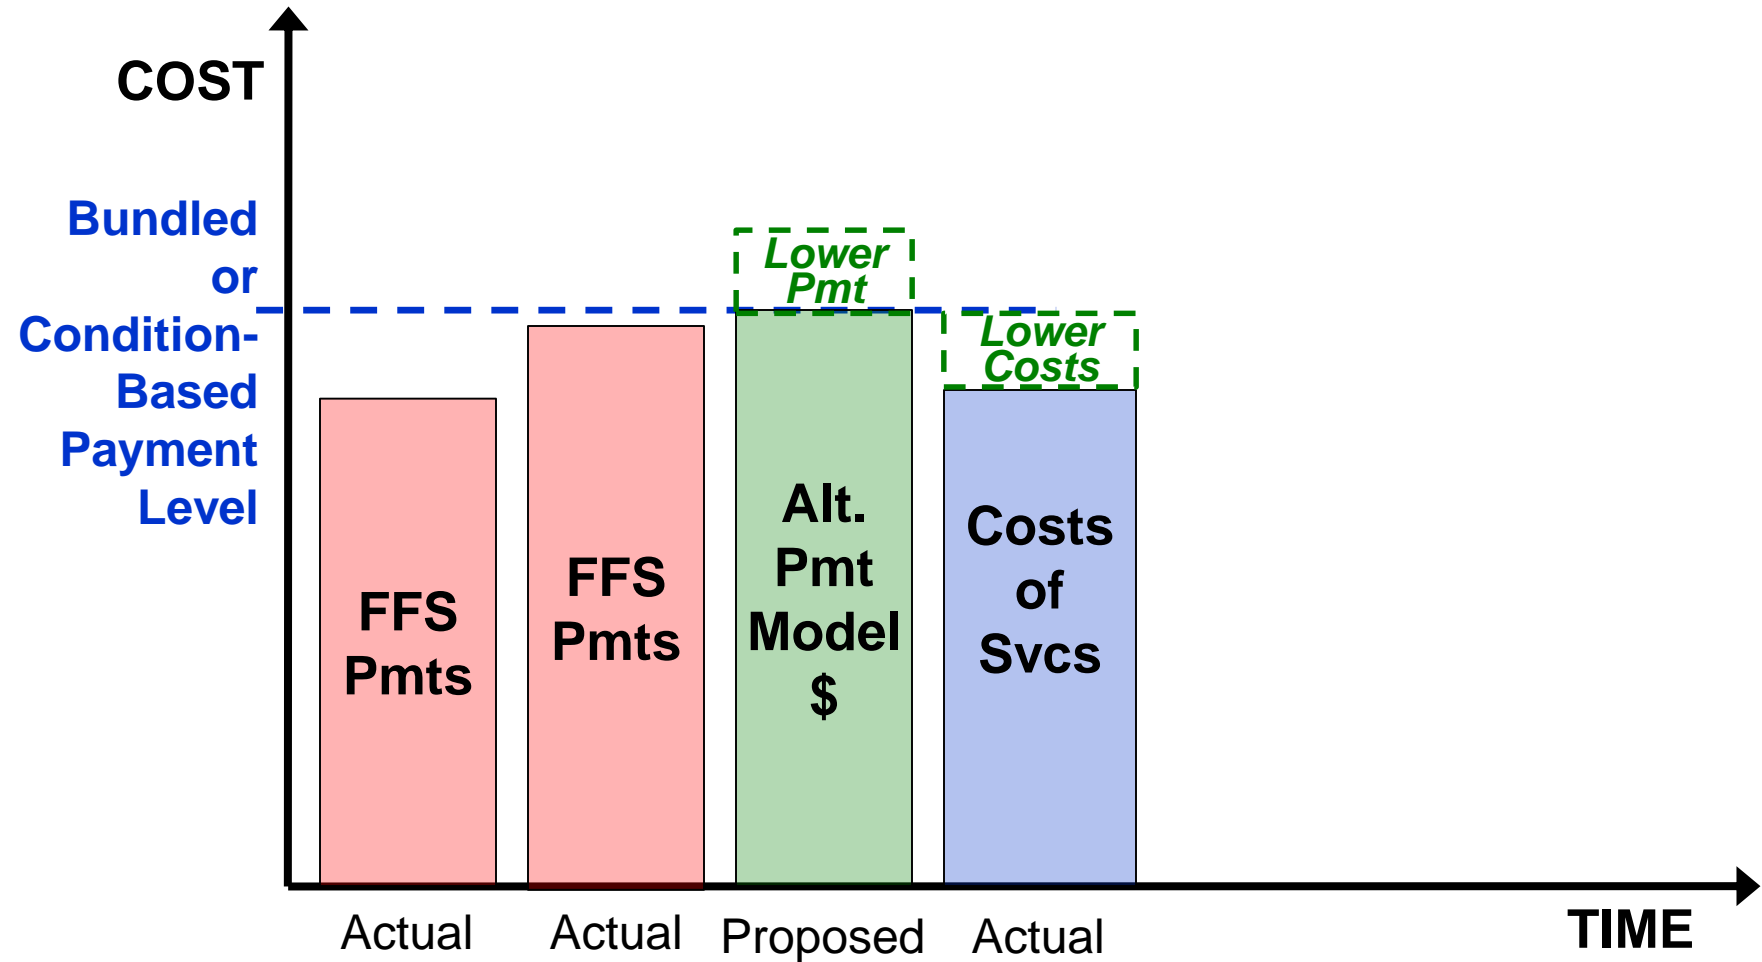 COST
Bundled
or
Condition-
Based
Payment
Level
Lower
Pmt
Lower
Costs
FFS
Pmts
FFS
Pmts
Alt.
Pmt
Model
$
Costs
of
Svcs
Actual
Actual
Proposed
Actual
TIME